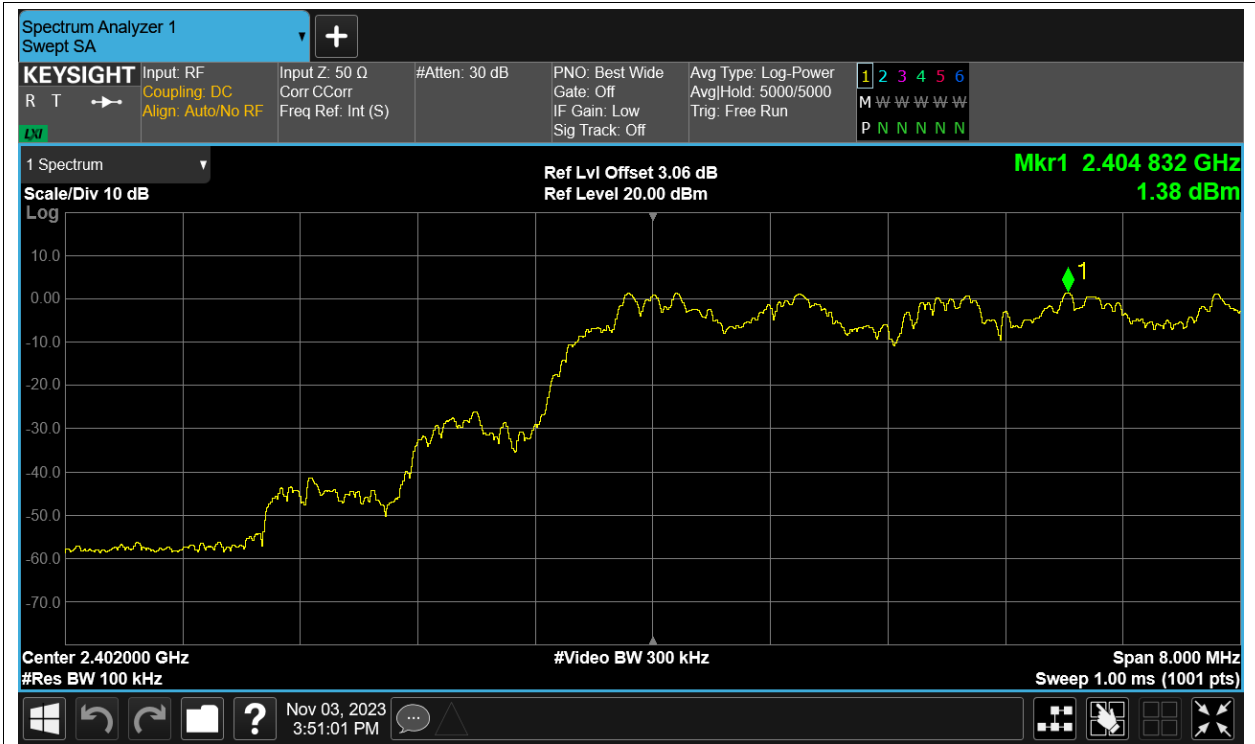 Spectrum Analyzer 1
Swept SA
KEYSIGHT
R T
LXI
Input: RF
Coupling: DC
Align: Auto/No RF
Input Z: 50 Ω
Corr CCorr
Freq Ref: Int (S)
#Atten: 30 dB
PNO: Best Wide
Gate: Off
IF Gain: Low
Sig Track: Off
Avg Type: Log-Power
Avg|Hold: 5000/5000
Trig: Free Run
1 2 3 4 5 6
M W W W W W
P N N N N N
1 Spectrum
Scale/Div 10 dB
Log
Ref Lvl Offset 3.06 dB
Ref Level 20.00 dBm
Mkr1 2.404 832 GHz
1.38 dBm
1
10.0
0.00
-10.0
-20.0
-30.0
-40.0
-50.0
-60.0
-70.0
Center 2.402000 GHz
#Res BW 100 kHz
#Video BW 300 kHz
Span 8.000 MHz
Sweep 1.00 ms (1001 pts)
?
Nov 03, 2023
3:51:01 PM